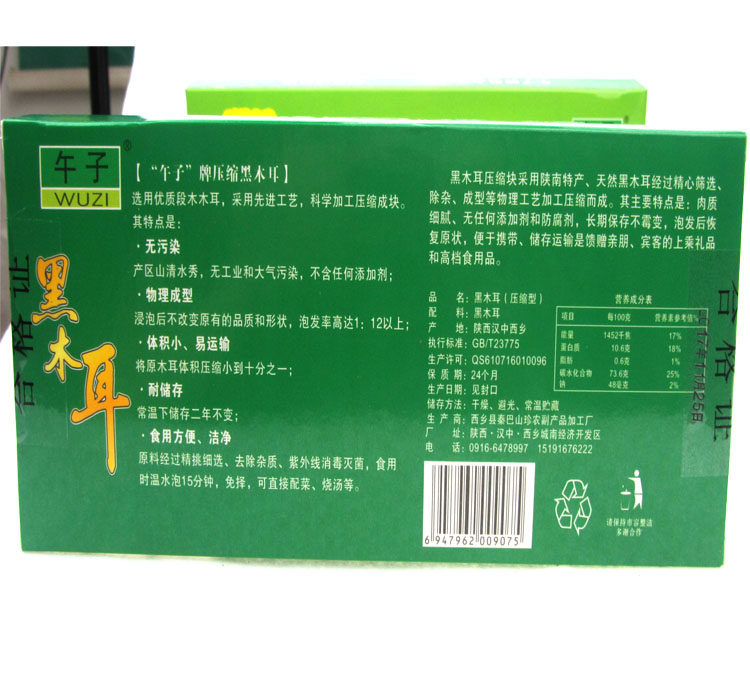 午子®
WUZI
黑木耳
合格证
【“午子”牌压缩黑木耳】
选用优质段木木耳，采用先进工艺，科学加工压缩成块。
其特点是：
·无污染
产区山清水秀，无工业和大气污染，不含任何添加剂；
·物理成型
浸泡后不改变原有的品质和形状，泡发率高达1：12以上；
·体积小、易运输
将原木耳体积压缩小到十分之一；
·耐储存
常温下储存二年不变；
·食用方便、洁净
原料经过精挑细选、去除杂质、紫外线消毒灭菌，食用
时温水泡15分钟，免择，可直接配菜、烧汤等。
黑木耳压缩块采用陕南特产、天然黑木耳经过精心筛选、
除杂、成型等物理工艺加工压缩而成。其主要特点是：肉质
细腻、无任何添加剂和防腐剂，长期保存不霉变，泡发后恢
复原状，便于携带、储存运输是馈赠亲朋、宾客的上乘礼品
和高档食用品。
品 名：黑木耳（压缩型）
配 料：黑木耳
产 地：陕西汉中西乡
执行标准：GB/T23775
生产许可：QS610716010096
保 质 期：24个月
生产日期：见封口
储存方法：干燥、避光、常温贮藏
生 产 商：西乡县秦巴山珍农副产品加工厂
厂 址：陕西·汉中·西乡城南经济开发区
电 话：0916-6478997 15191676222
营养成分表
项目 每100克 营养素参考值%
能量 1452千焦 17%
蛋白质 10.6克 18%
脂肪 0.6克 1%
碳水化合物 73.6克 25%
钠 48毫克 2%
6 947962 009075
请保持市容整洁
多谢合作
合格证